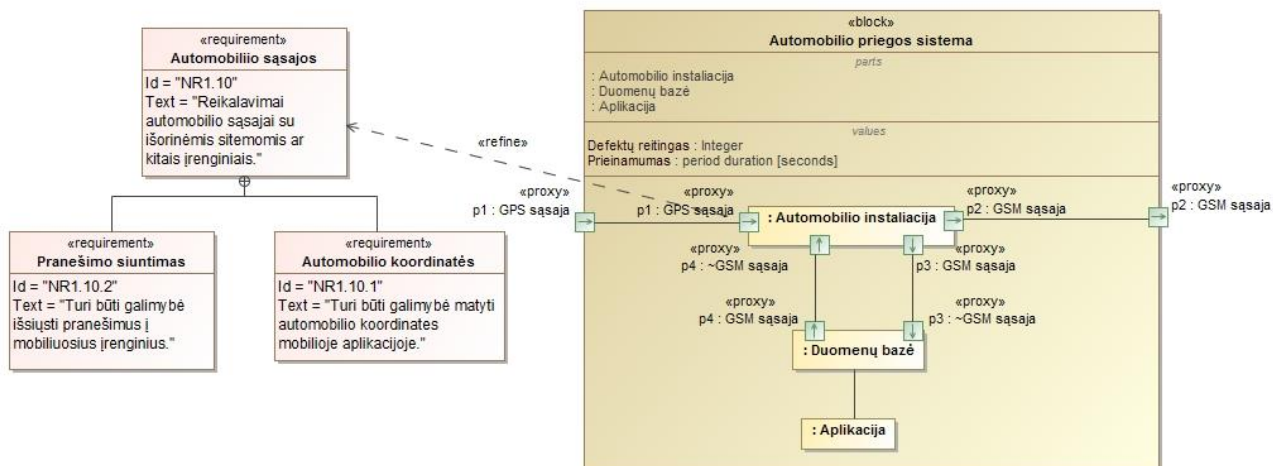 «requirement»
Automobiliio sąsajos
Id = "NR1.10"
Text = "Reikalavimai
automobilio sąsajai su
išorinėmis sitemomis ar
kitais įrenginiais."
«requirement»
Pranešimo siuntimas
Id = "NR1.10.2"
Text = "Turi būti galimybė
išsiųsti pranešimus į
mobiliuosius įrenginius."
«requirement»
Automobilio koordinatės
Id = "NR1.10.1"
Text = "Turi būti galimybė matyti
automobilio koordinates
mobilioje aplikacijoje."
«refine»
«block»
Automobilio priegos sistema
parts
: Automobilio instaliacija
: Duomenų bazė
: Aplikacija
values
Defektų reitingas : Integer
Prieinamumas : period duration [seconds]
«proxy»
p1 : GPS sąsaja
«proxy»
p1 : GPS sąsaja
: Automobilio instaliacija
«proxy»
p2 : GSM sąsaja
«proxy»
p2 : GSM sąsaja
«proxy»
p4 : ~GSM sąsaja
«proxy»
p3 : GSM sąsaja
«proxy»
p4 : GSM sąsaja
«proxy»
p3 : ~GSM sąsaja
: Duomenų bazė
: Aplikacija